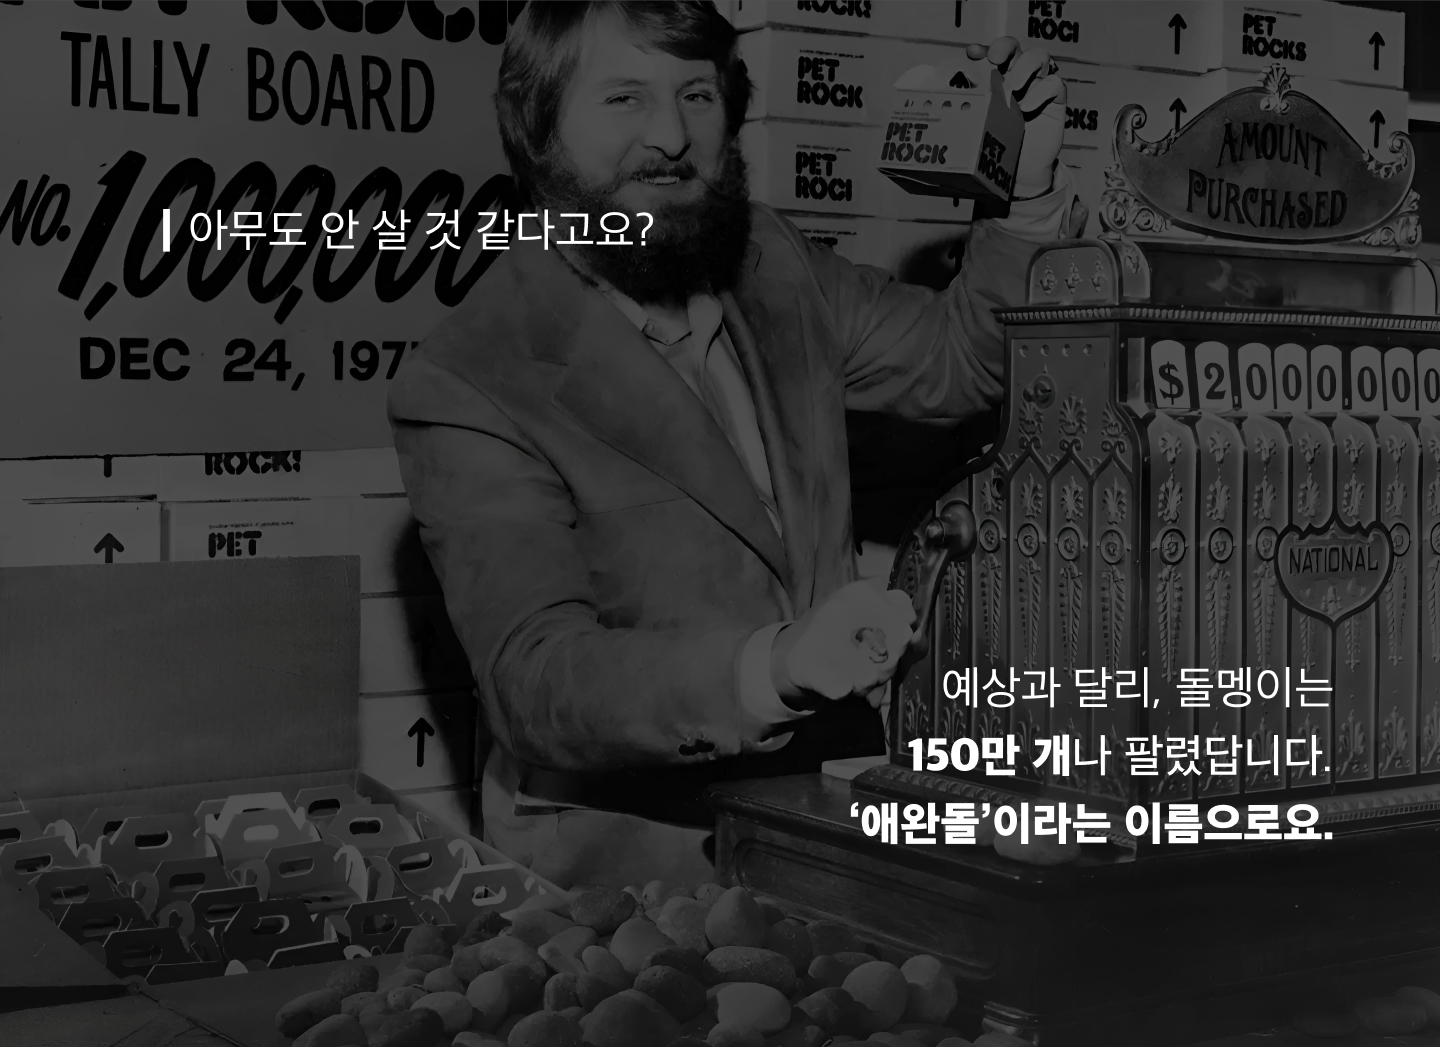 TALLY BOARD
NO. 1,000,000
DEC 24, 197
아무도 안 살 것 같다고요?
PET
ROCK
PET
ROCI
PET
ROCI
PET
ROCKS
PET
ROCK
AMOUNT
PURCHASED
$2,000,000
NATIONAL
ROCK!
PET
예상과 달리, 돌멩이는
150만 개나 팔렸답니다.
‘애완돌’이라는 이름으로요.